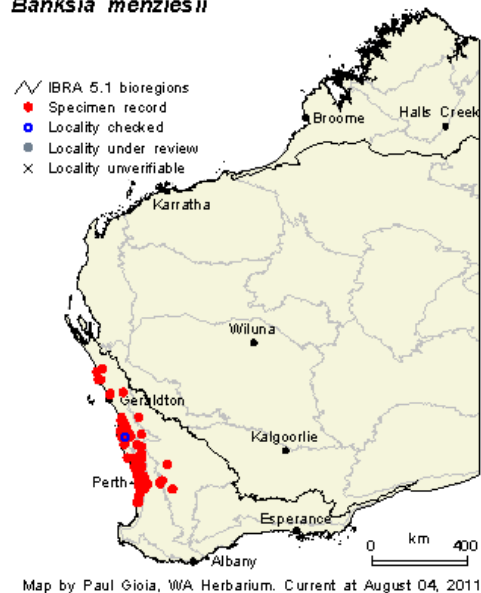 Banksia menziesii
IBRA 5.1 bioregions
Specimen record
Locality checked
Locality under review
Locality unverifiable
Broome
Halls Creek
Karratha
Wiluna
Geraldton
Kalgoorlie
Perth
Esperance
Albany
km
0 400
Map by Paul Gioia, WA Herbarium. Current at August 04, 2011